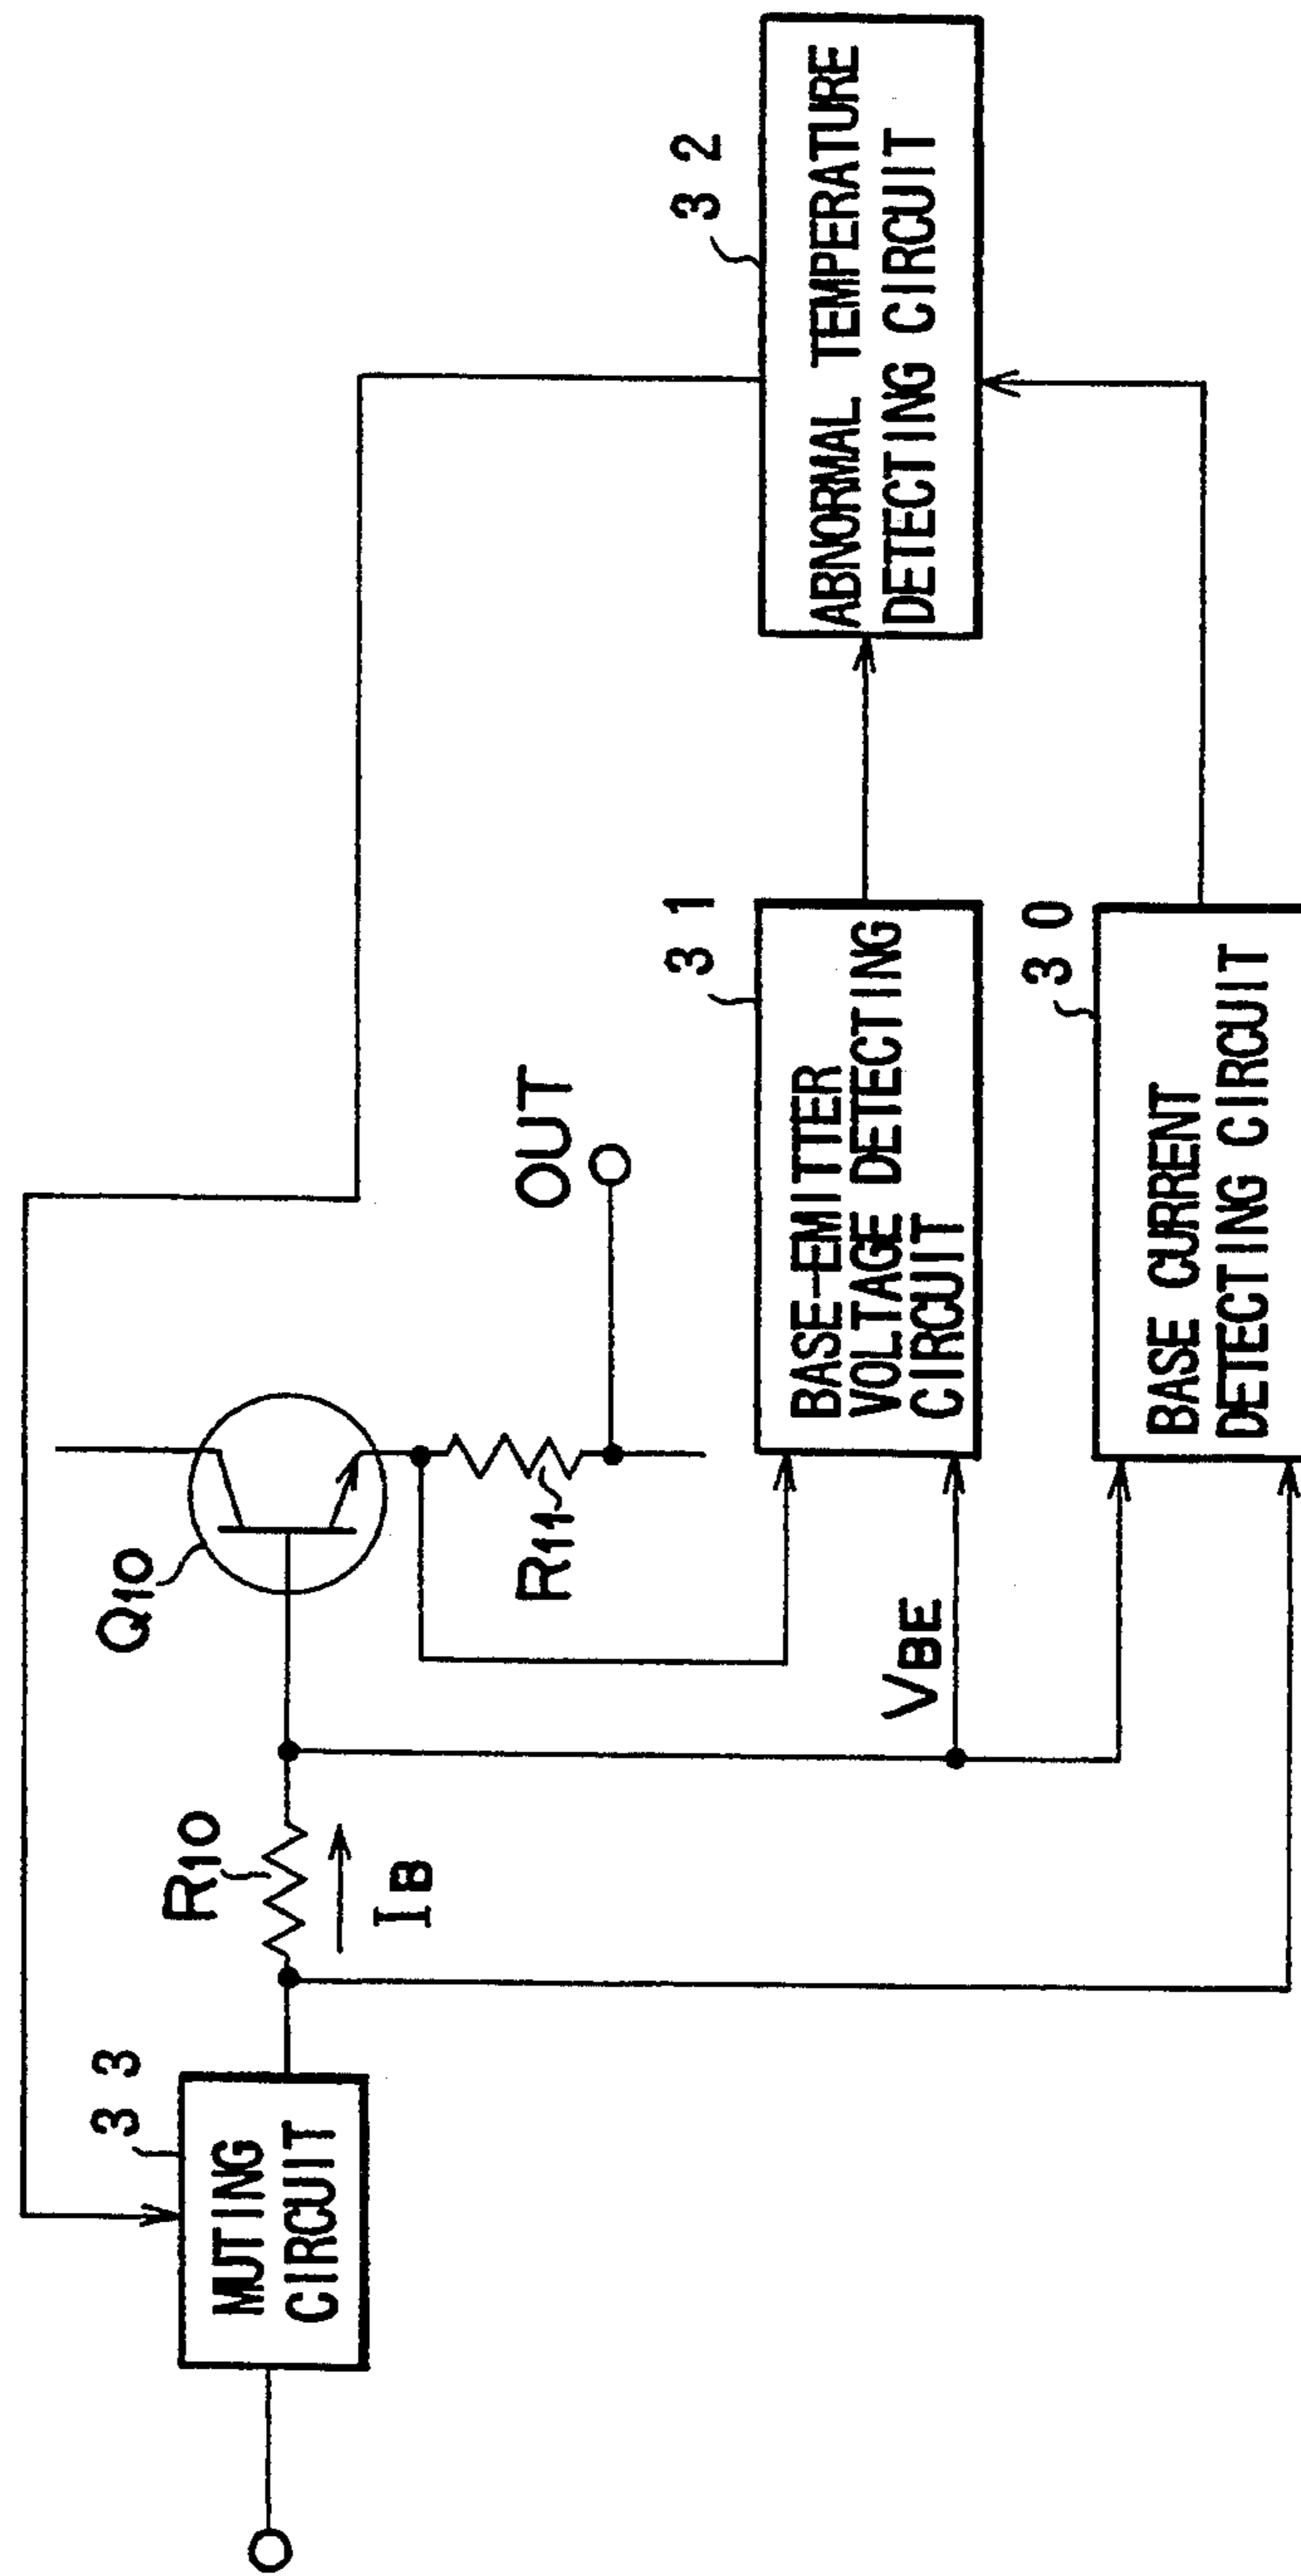 MUTING
CIRCUIT
3 3
R10
IB
Q10
R11
OUT
VBE
BASE-EMITTER
VOLTAGE DETECTING
CIRCUIT
3 1
BASE CURRENT
DETECTING CIRCUIT
3 0
ABNORMAL TEMPERATURE
DETECTING CIRCUIT
3 2